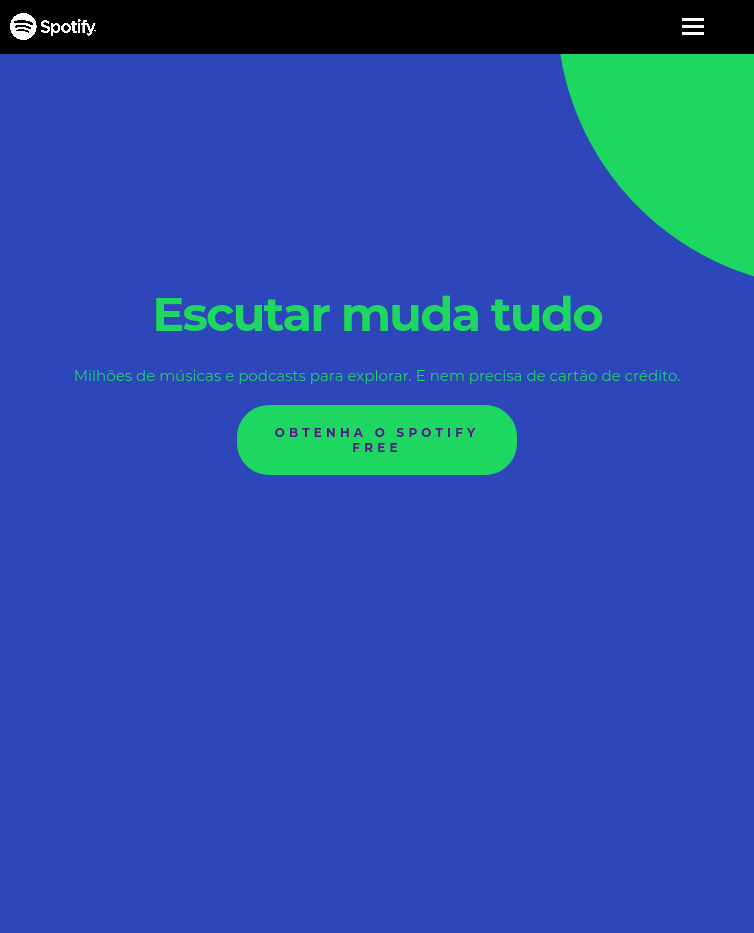 Spotify
Escutar muda tudo
Milhões de músicas e podcasts para explorar. E nem precisa de cartão de crédito.
OBTENHA O SPOTIFY
FREE